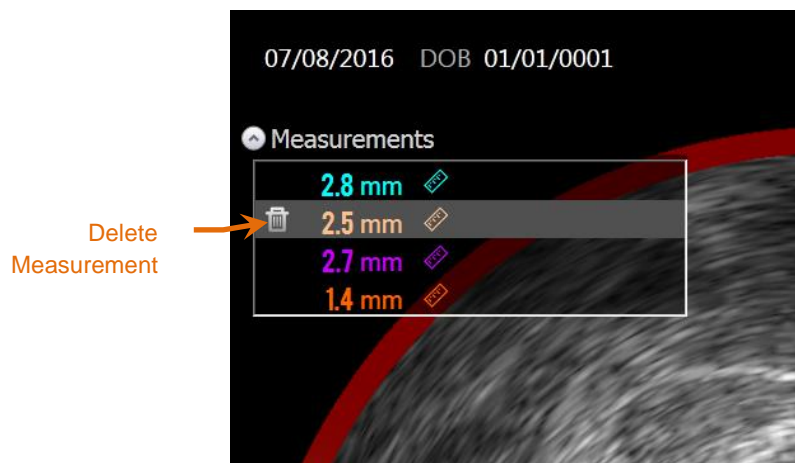 07/08/2016 DOB 01/01/0001
Measurements
2.8 mm
2.5 mm
2.7 mm
1.4 mm
Delete
Measurement